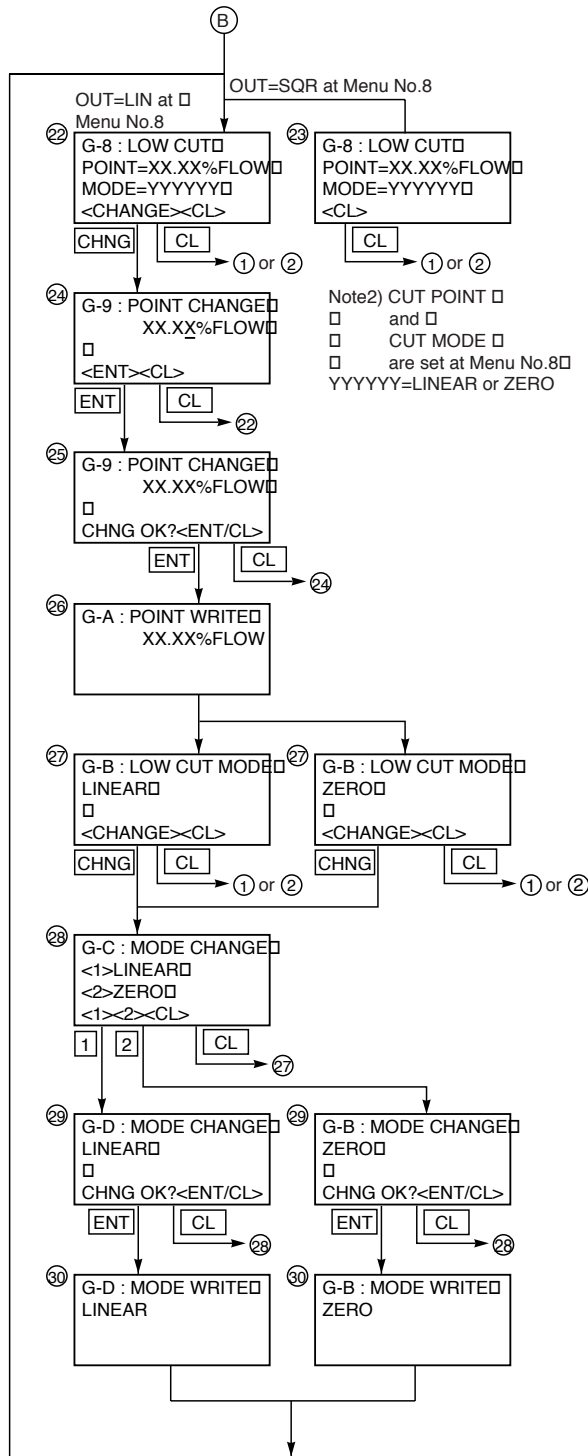 B
OUT=LIN at □
Menu No.8
OUT=SQR at Menu No.8
22
G-8 : LOW CUT□
POINT=XX.XX%FLOW□
MODE=YYYYYY□
<CHANGE><CL>
CHNG
CL
1 or 2
23
G-8 : LOW CUT□
POINT=XX.XX%FLOW□
MODE=YYYYYY□
<CL>
CL
1 or 2
Note2) CUT POINT □
□ and □
□ CUT MODE □
□ are set at Menu No.8□
YYYYYY=LINEAR or ZERO
24
G-9 : POINT CHANGE□
XX.XX%FLOW□
□
<ENT><CL>
ENT
CL
22
25
G-9 : POINT CHANGE□
XX.XX%FLOW□
□
CHNG OK?<ENT/CL>
ENT
CL
24
26
G-A : POINT WRITE□
XX.XX%FLOW
27
G-B : LOW CUT MODE□
LINEAR□
□
<CHANGE><CL>
CHNG
CL
1 or 2
27
G-B : LOW CUT MODE□
ZERO□
□
<CHANGE><CL>
CHNG
CL
1 or 2
28
G-C : MODE CHANGE□
<1>LINEAR□
<2>ZERO□
<1><2><CL>
1
2
CL
27
29
G-D : MODE CHANGE□
LINEAR□
□
CHNG OK?<ENT/CL>
ENT
CL
28
29
G-B : MODE CHANGE□
ZERO□
□
CHNG OK?<ENT/CL>
ENT
CL
28
30
G-D : MODE WRITE□
LINEAR
30
G-B : MODE WRITE□
ZERO